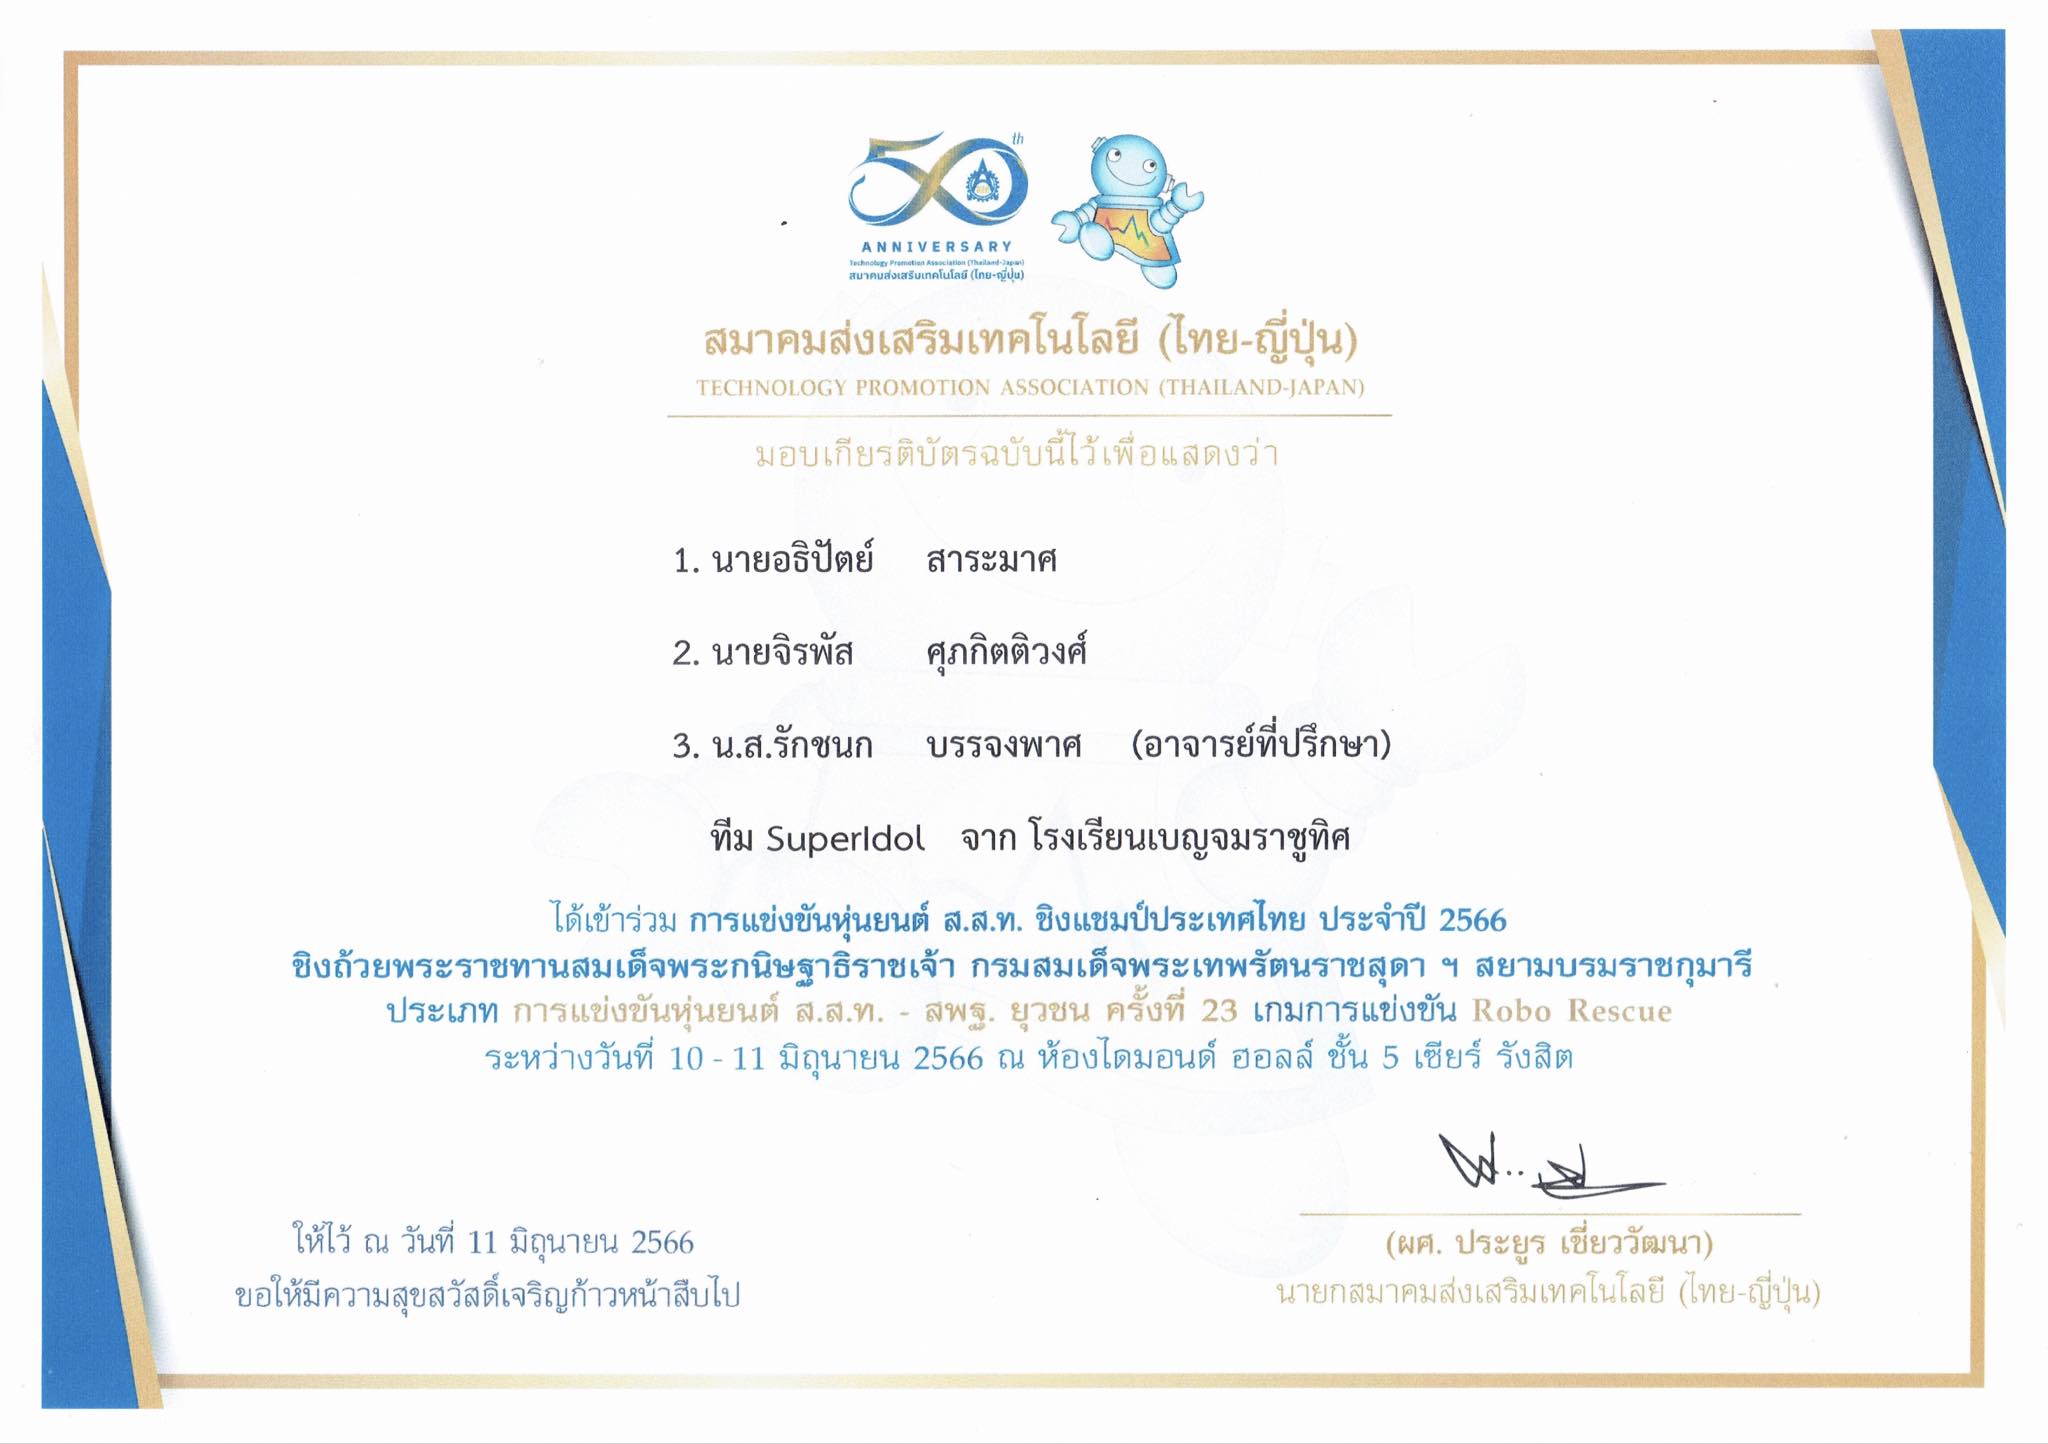 50th
ANNIVERSARY
Technology Promotion Association (Thailand-Japan)
สมาคมส่งเสริมเทคโนโลยี (ไทย-ญี่ปุ่น)
สมาคมส่งเสริมเทคโนโลยี (ไทย-ญี่ปุ่น)
TECHNOLOGY PROMOTION ASSOCIATION (THAILAND-JAPAN)
มอบเกียรติบัตรฉบับนี้ไว้เพื่อแสดงว่า
1. นายอธิปัตย์ สาระมาศ
2. นายจิรพัส ศุภกิตติวงศ์
3. น.ส.รักชนก บรรจงพาศ (อาจารย์ที่ปรึกษา)
ทีม SuperIdol จาก โรงเรียนเบญจมราชูทิศ
ได้เข้าร่วม การแข่งขันหุ่นยนต์ ส.ส.ท. ชิงแชมป์ประเทศไทย ประจำปี 2566
ชิงถ้วยพระราชทานสมเด็จพระกนิษฐาธิราชเจ้า กรมสมเด็จพระเทพรัตนราชสุดา ฯ สยามบรมราชกุมารี
ประเภท การแข่งขันหุ่นยนต์ ส.ส.ท. - สพฐ. ยุวชน ครั้งที่ 23 เกมการแข่งขัน Robo Rescue
ระหว่างวันที่ 10 - 11 มิถุนายน 2566 ณ ห้องไดมอนด์ ฮอลล์ ชั้น 5 เซียร์ รังสิต
ให้ไว้ ณ วันที่ 11 มิถุนายน 2566
ขอให้มีความสุขสวัสดิ์เจริญก้าวหน้าสืบไป
(ผศ. ประยูร เชี่ยววัฒนา)
นายกสมาคมส่งเสริมเทคโนโลยี (ไทย-ญี่ปุ่น)